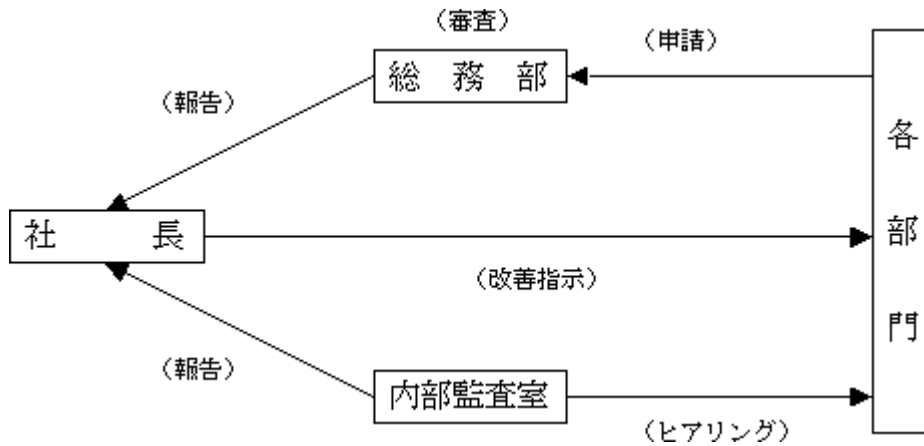 （審査）
（申請）
総　務　部
（報告）
各部門
社　　長
（改善指示）
（報告）
内部監査室
（ヒアリング）